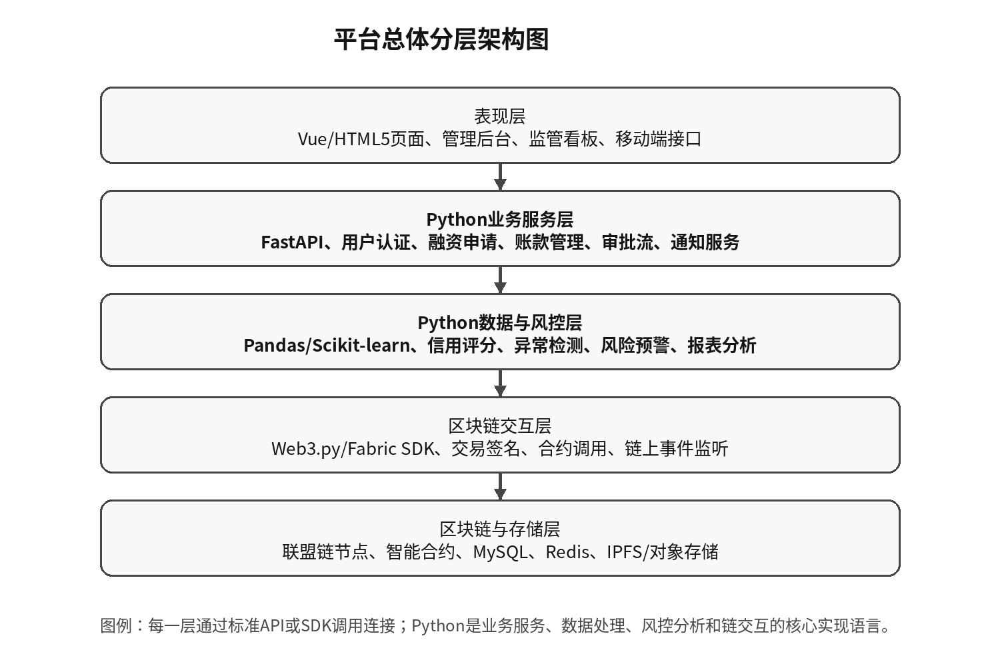 平台总体分层架构图
表现层
Vue/HTML5页面、管理后台、监管看板、移动端接口
Python业务服务层
FastAPI、用户认证、融资申请、账款管理、审批流、通知服务
Python数据与风控层
Pandas/Scikit-learn、信用评分、异常检测、风险预警、报表分析
区块链交互层
Web3.py/Fabric SDK、交易签名、合约调用、链上事件监听
区块链与存储层
联盟链节点、智能合约、MySQL、Redis、IPFS/对象存储
图例：每一层通过标准API或SDK调用连接；Python是业务服务、数据处理、风控分析和链交互的核心实现语言。